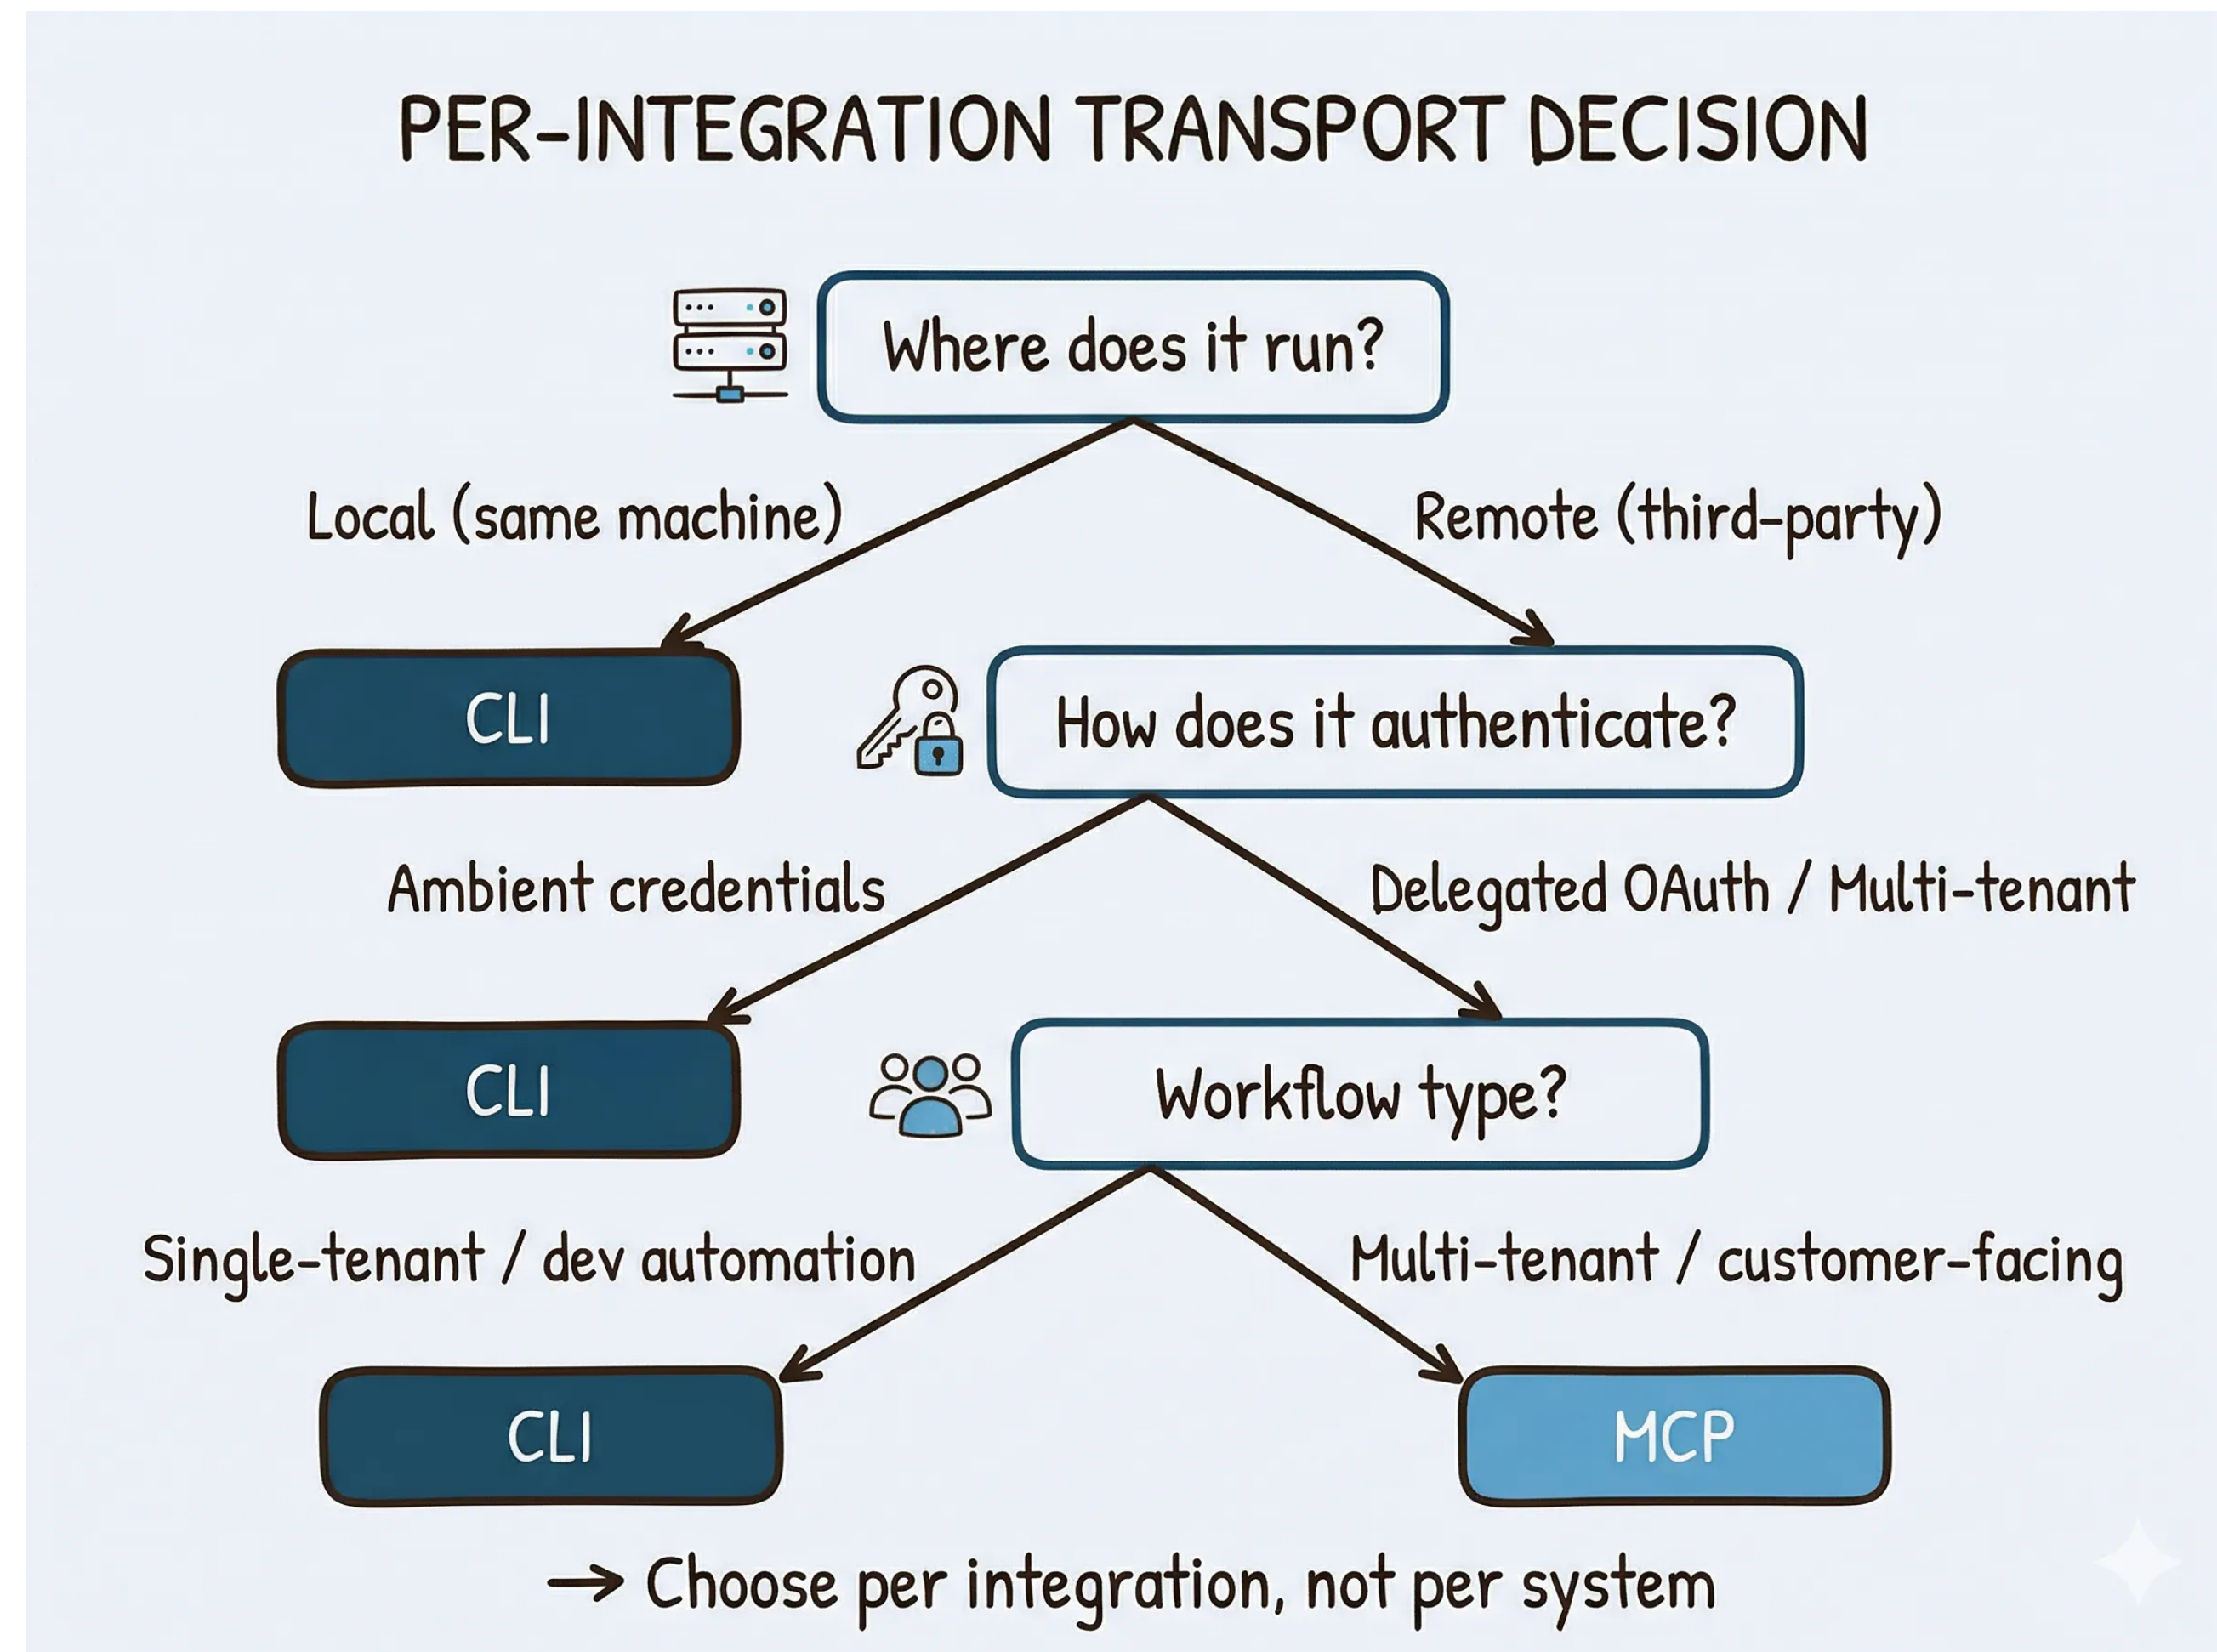 PER-INTEGRATION TRANSPORT DECISION
Where does it run?
Local (same machine)
Remote (third-party)
CLI
How does it authenticate?
Ambient credentials
Delegated OAuth / Multi-tenant
CLI
Workflow type?
Single-tenant / dev automation
Multi-tenant / customer-facing
CLI
MCP
→ Choose per integration, not per system